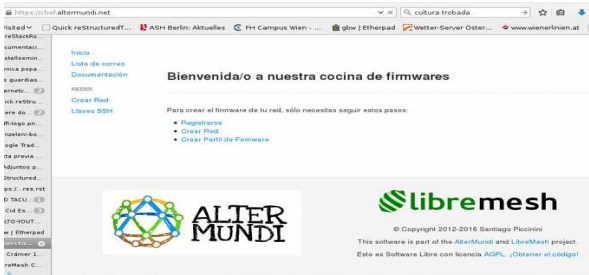 https://chef.altermundi.net
cultura trobada
Quick reStructuredT...
ASH Berlin: Aktuelles
FH Campus Wien - ...
gbw | Etherpad
Wetter-Server Öster...
www.wienerlinien.at
Inicio
Lista de correo
Documentación
REDES
Crear Red
Llaves SSH
Bienvenida/o a nuestra cocina de firmwares
Para crear el firmware de tu red, sólo necesitas seguir estos pasos:
Registrarse
Crear Red
Crear Perfil de Firmware
ALTER
MUNDI
libremesh
© Copyright 2012-2016 Santiago Piccinini
This software is part of the AlterMundi and LibreMesh project.
Esto es Software Libre con licencia AGPL. ¡Obtener el código!